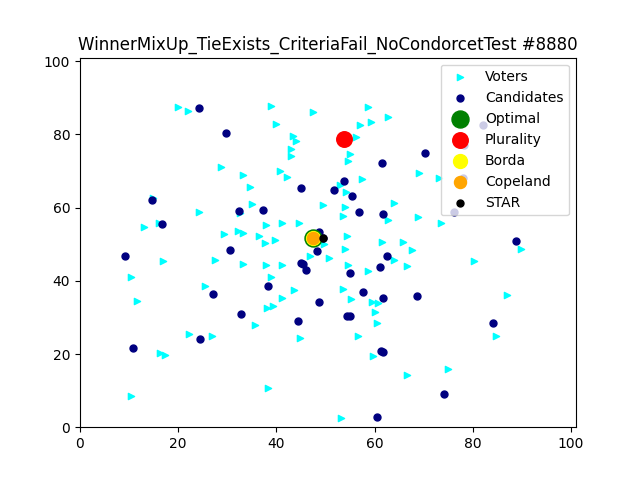 WinnerMixUp_TieExists_CriteriaFail_NoCondorcetTest #8880
100
80
60
40
20
0
0
20
40
60
80
100
Voters
Candidates
Optimal
Plurality
Borda
Copeland
STAR